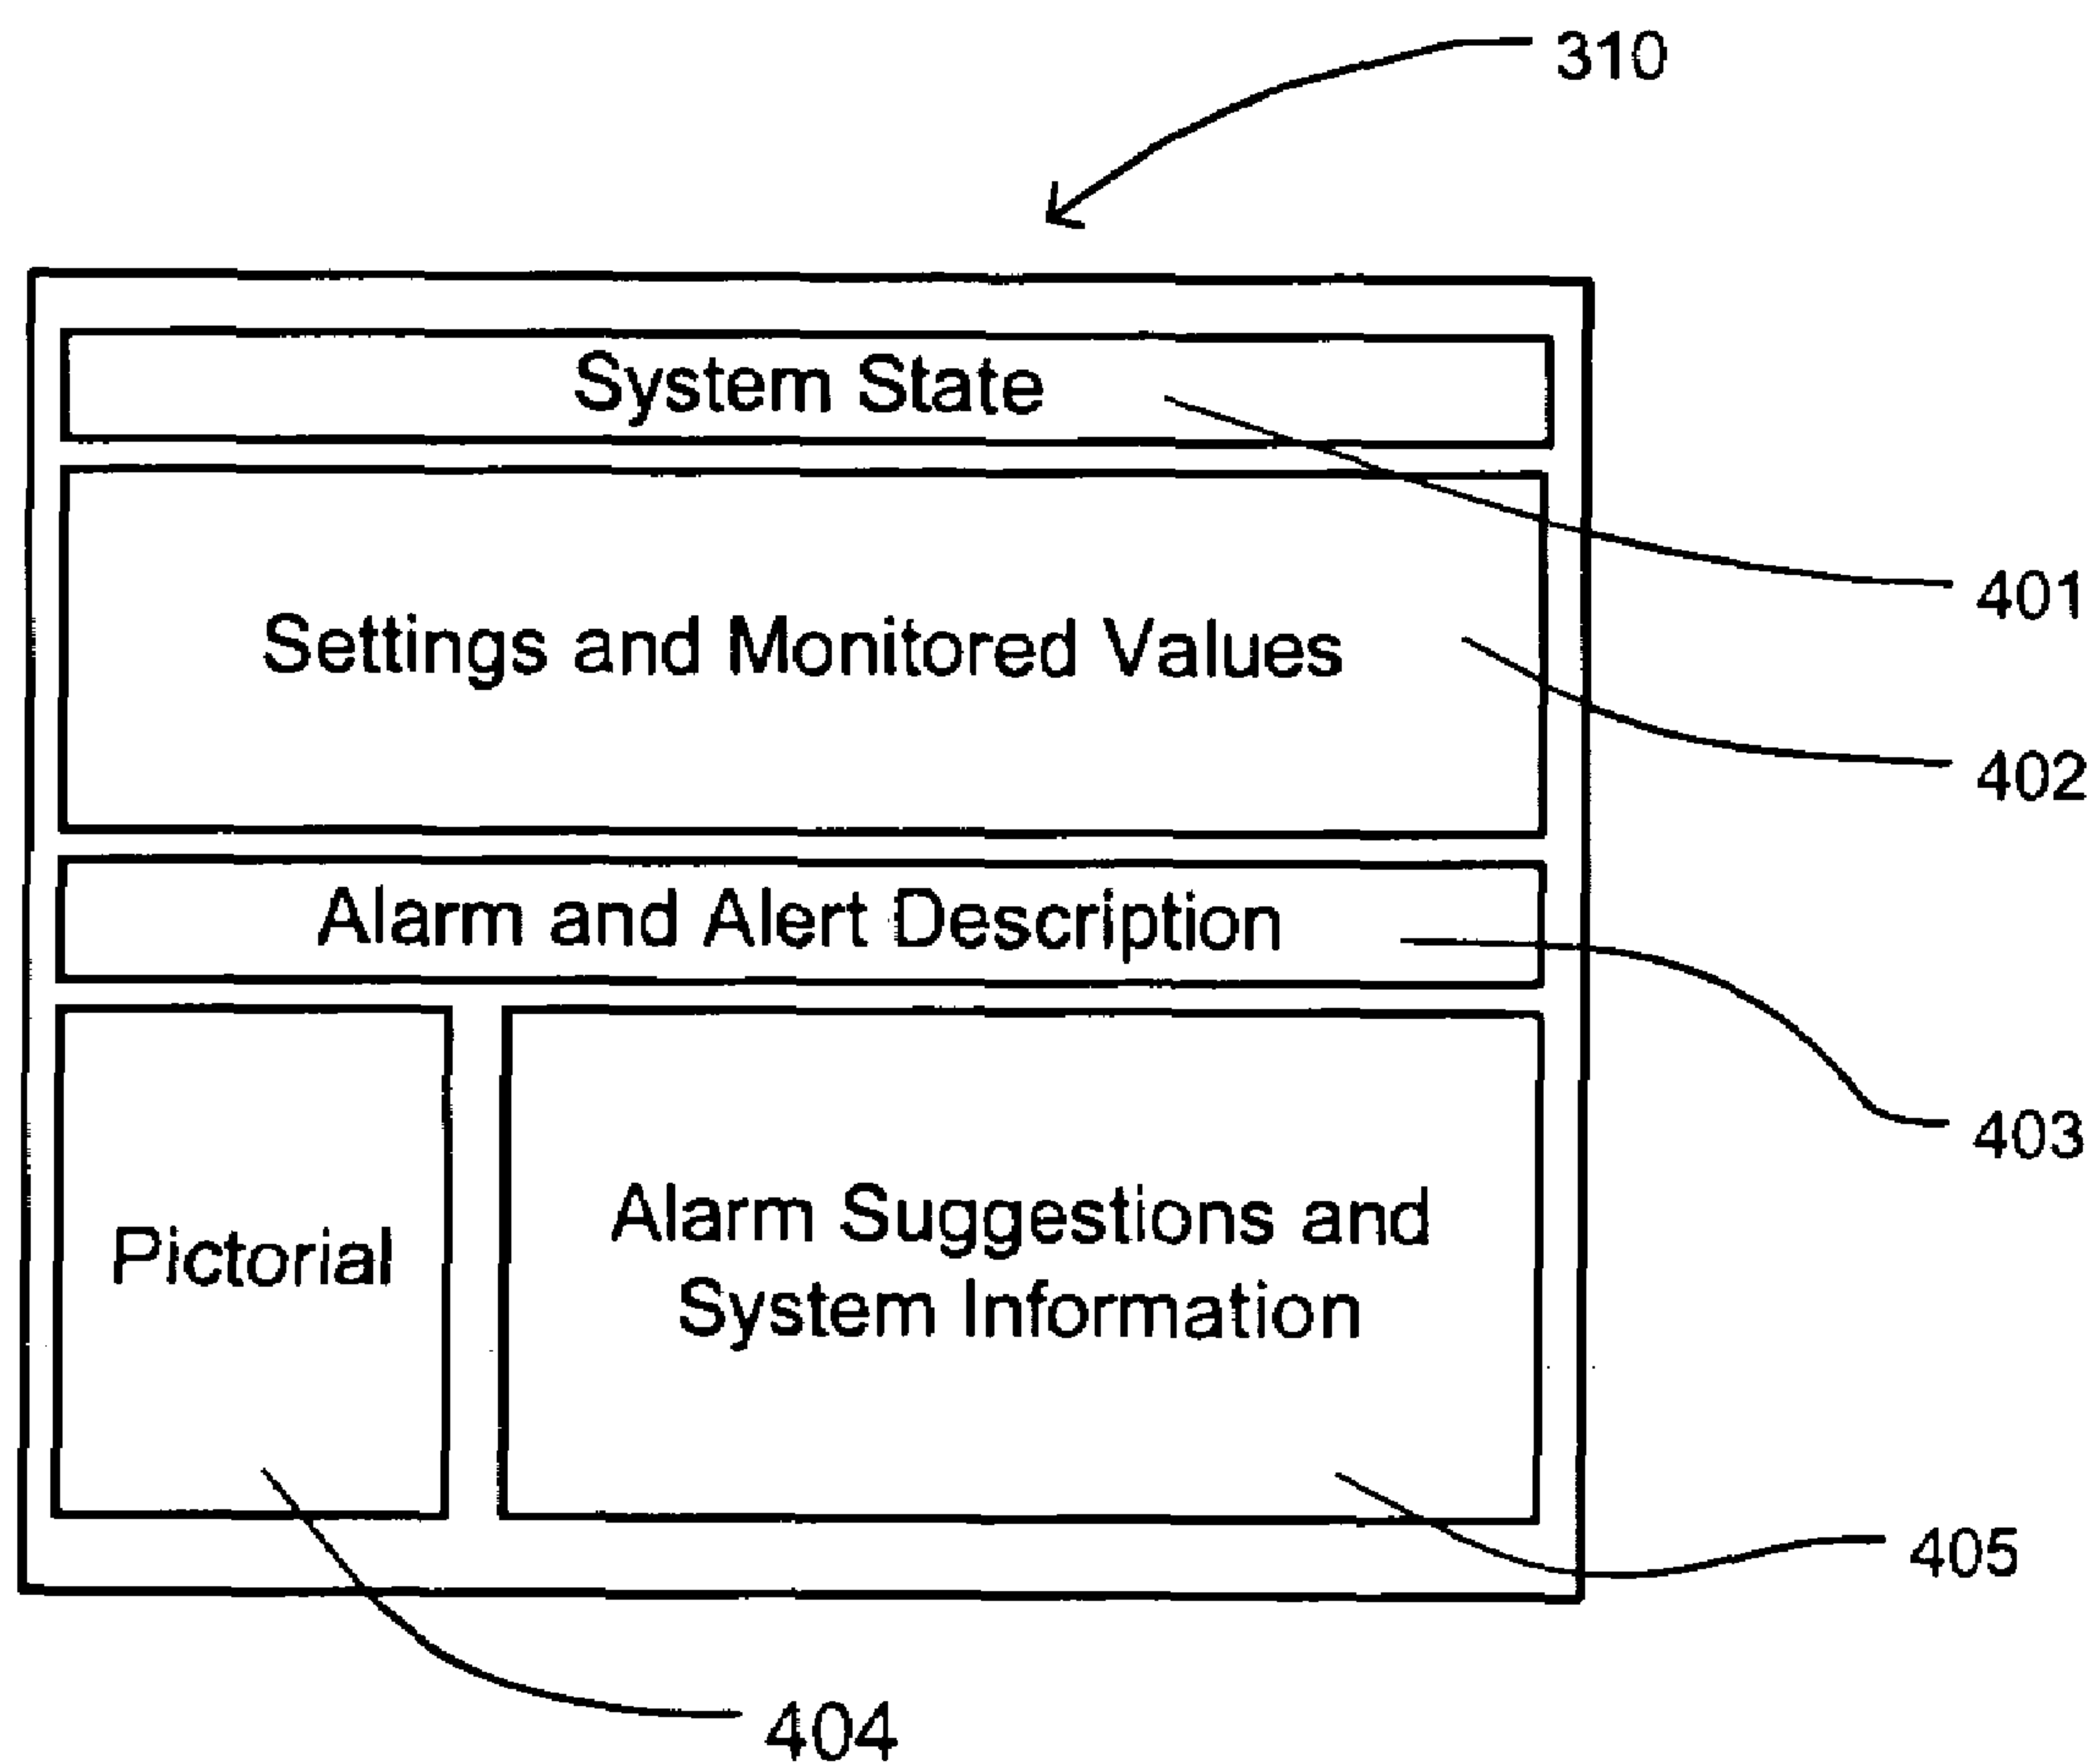 310
System State
401
Settings and Monitored Values
402
Alarm and Alert Description
403
Pictorial
Alarm Suggestions and
System Information
405
404